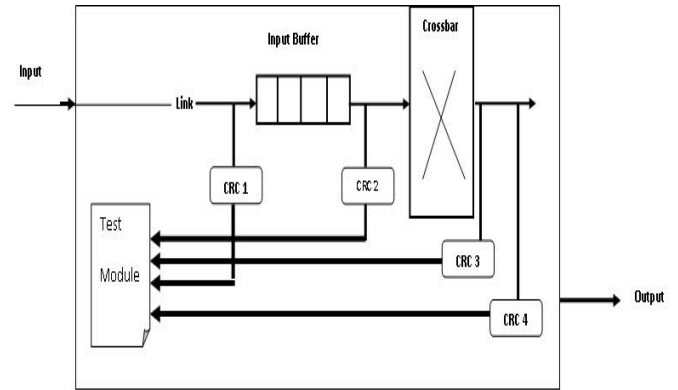 Input
Link
Input Buffer
Crossbar
CRC 1
CRC 2
Test
Module
CRC 3
CRC 4
Output